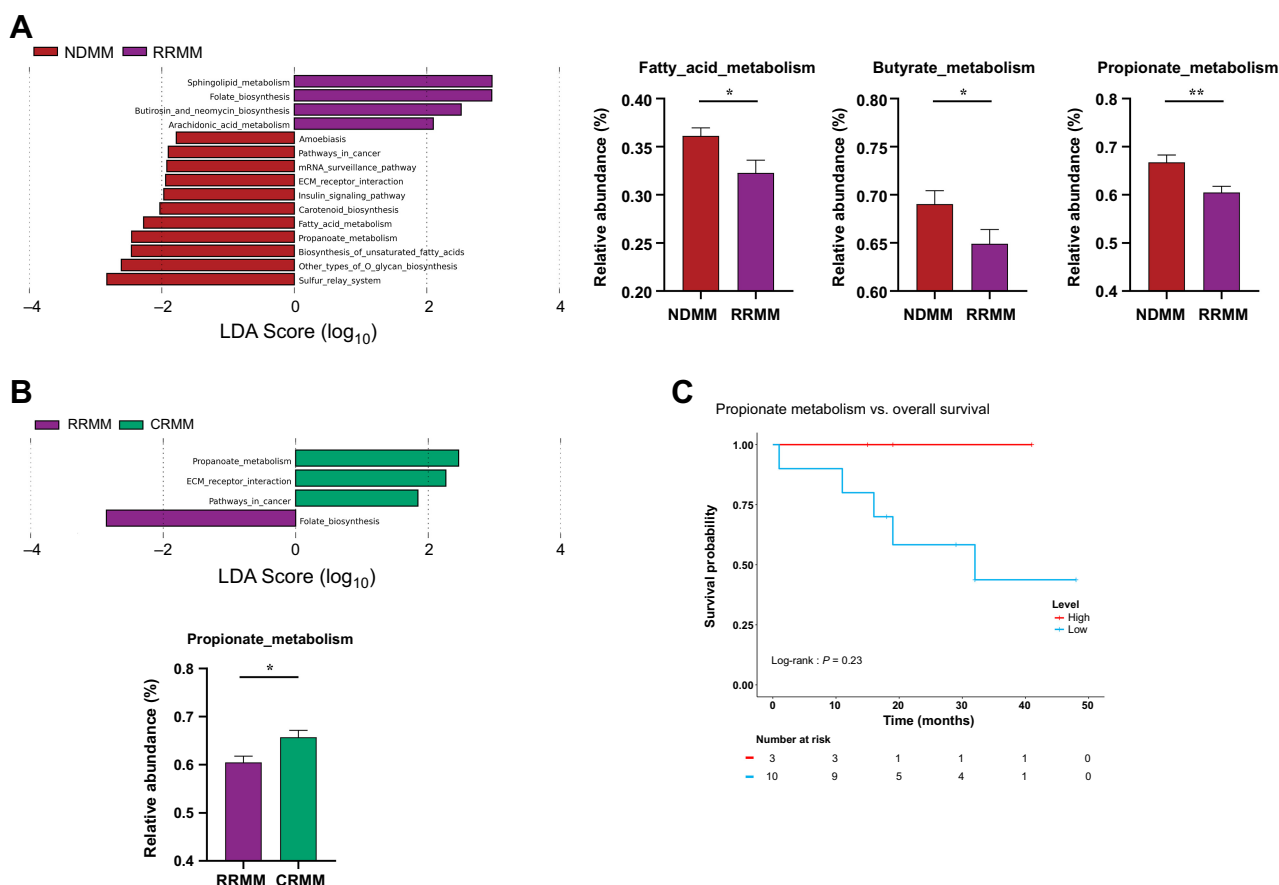 A
NDMM RRMM
Sphingolipid_metabolism
Folate_biosynthesis
Butirosin_and_neomycin_biosynthesis
Arachidonic_acid_metabolism
Amoebiasis
Pathways_in_cancer
mRNA_surveillance_pathway
ECM_receptor_interaction
Insulin_signaling_pathway
Carotenoid_biosynthesis
Fatty_acid_metabolism
Propanoate_metabolism
Biosynthesis_of_unsaturated_fatty_acids
Other_types_of_O_glycan_biosynthesis
Sulfur_relay_system
–4 –2 0 2 4
LDA Score (log10)
Fatty_acid_metabolism
*
Relative abundance (%)
0.40
0.35
0.30
0.25
0.20
NDMM RRMM
Butyrate_metabolism
*
Relative abundance (%)
0.80
0.75
0.70
0.65
0.60
NDMM RRMM
Propionate_metabolism
**
Relative abundance (%)
0.8
0.7
0.6
0.5
0.4
NDMM RRMM
B
RRMM CRMM
Propanoate_metabolism
ECM_receptor_interaction
Pathways_in_cancer
Folate_biosynthesis
–4 –2 0 2 4
LDA Score (log10)
Propionate_metabolism
*
Relative abundance (%)
0.8
0.7
0.6
0.5
0.4
RRMM CRMM
C
Propionate metabolism vs. overall survival
Survival probability
1.00
0.75
0.50
0.25
0.00
Level
High
Low
Log-rank : P = 0.23
0 10 20 30 40 50
Time (months)
Number at risk
3 3 1 1 1 0
10 9 5 4 1 0